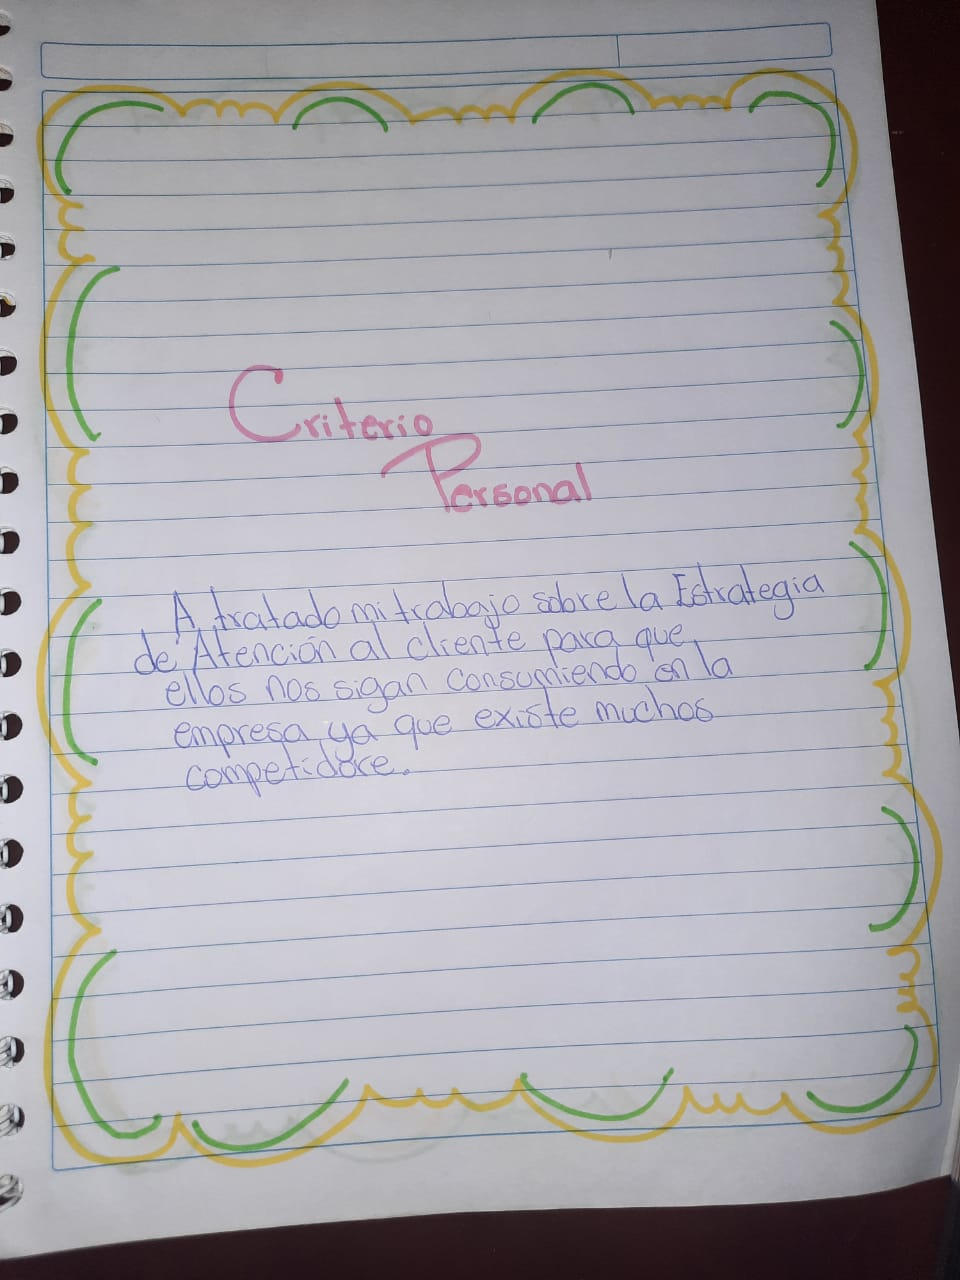 Criterio
Personal
A tratado mi trabajo sobre la Estrategia
de Atención al cliente para que
ellos nos sigan consumiendo en la
empresa ya que existe muchos
competidore.